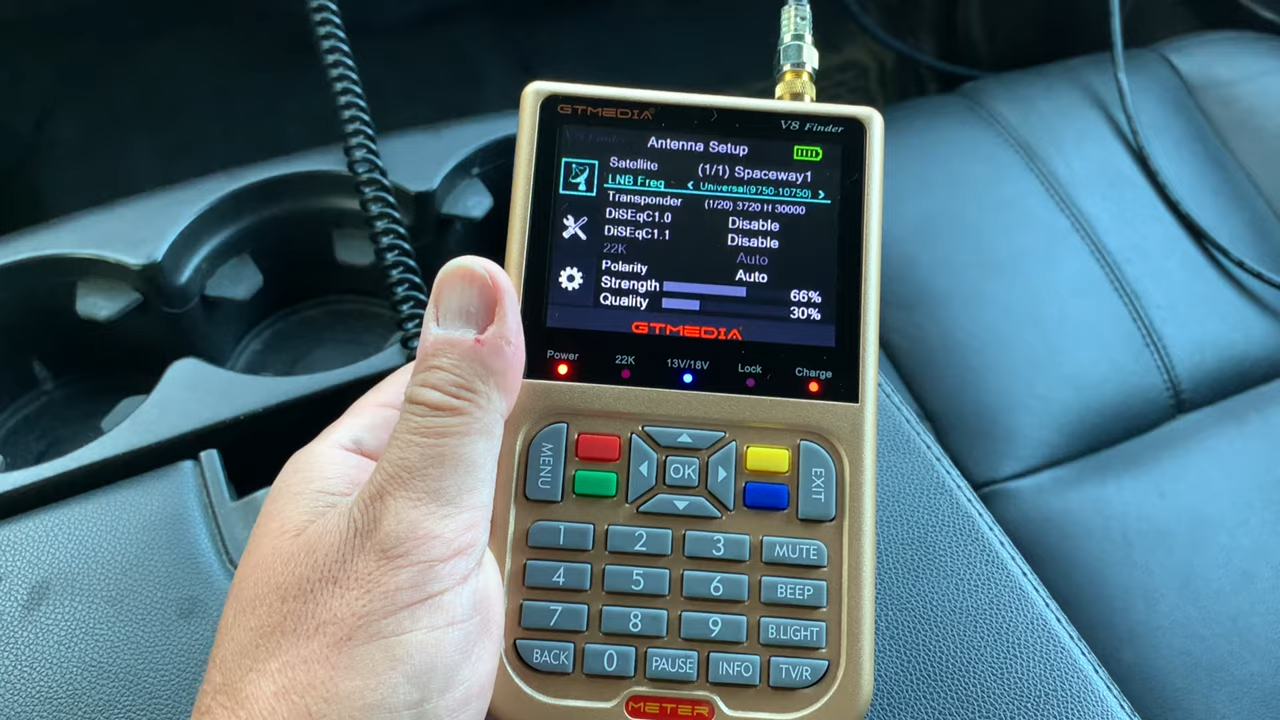 GTMEDIA
V8 Finder
Antenna Setup
Satellite (1/1) Spaceway1
LNB Freq Universal(9750-10750)
Transponder (1/20) 3720 H 30000
DiSEqC1.0 Disable
DiSEqC1.1 Disable
22K Auto
Polarity Auto
Strength 66%
Quality 30%
GTMEDIA
Power 22K 13V/18V Lock Charge
MENU OK EXIT
1 2 3 MUTE
4 5 6 BEEP
7 8 9 B.LIGHT
BACK 0 PAUSE INFO TV/R
METER